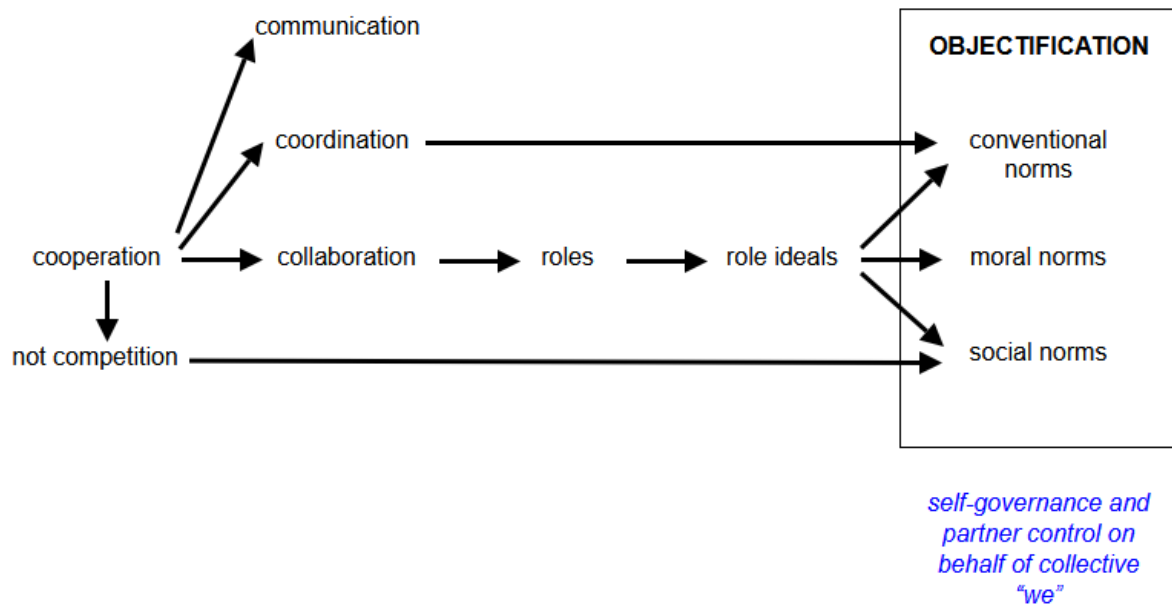 communication
OBJECTIFICATION
coordination
conventional
norms
cooperation
collaboration
roles
role ideals
moral norms
not competition
social norms
self-governance and
partner control on
behalf of collective
“we”